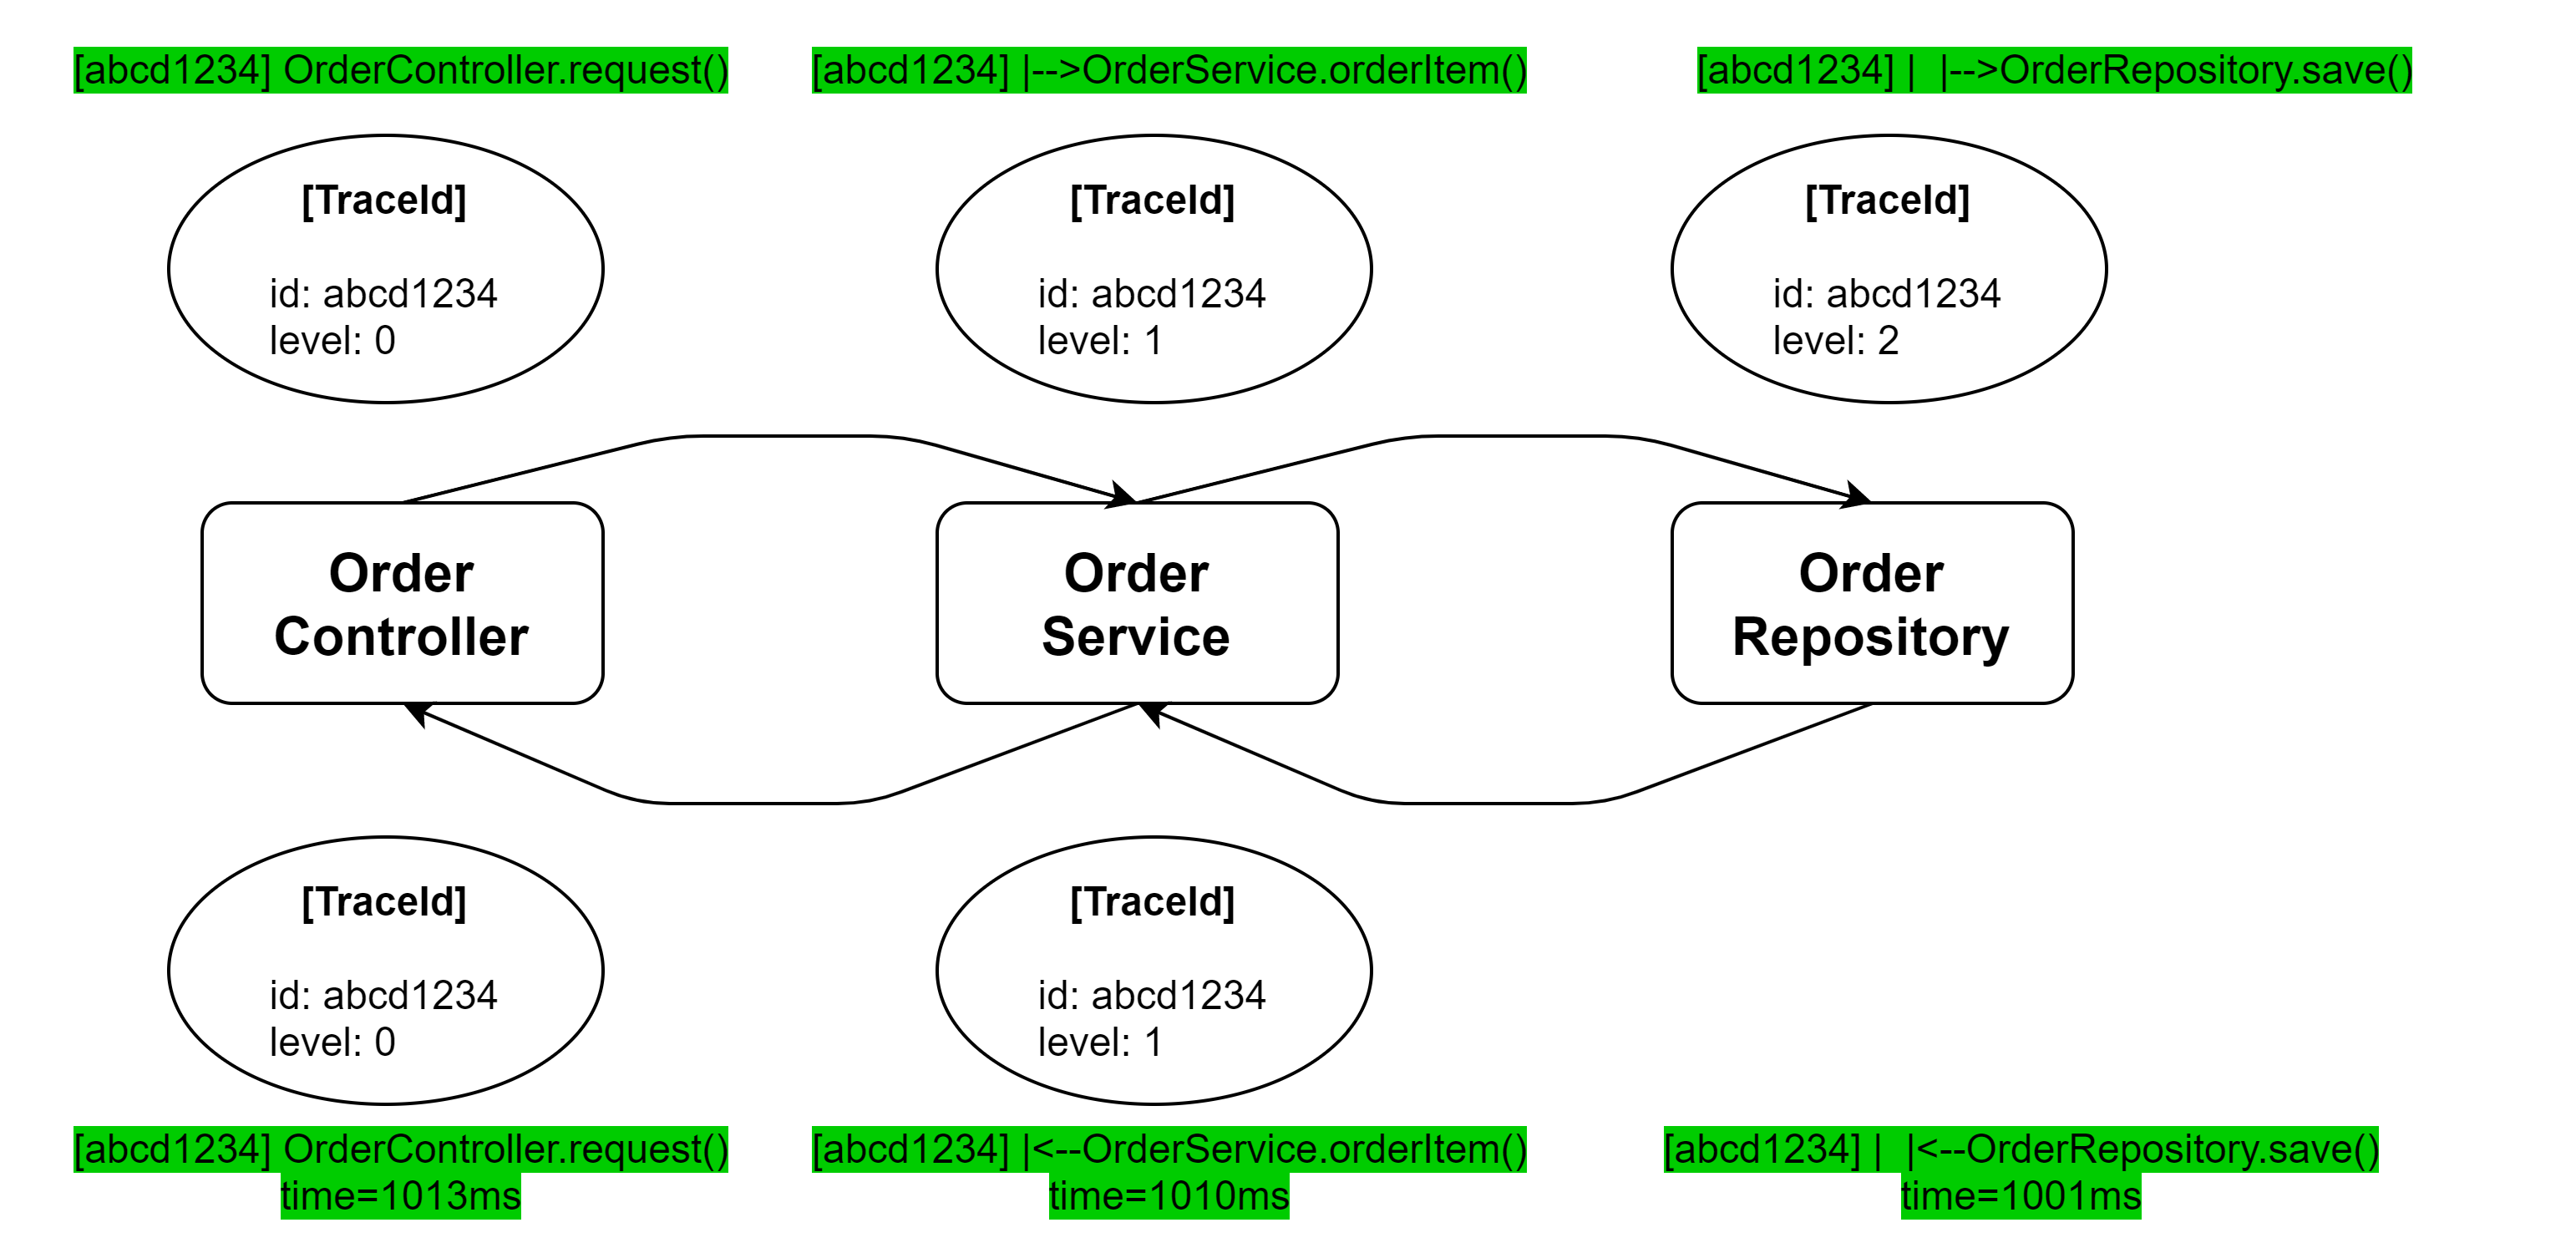 [abcd1234] OrderController.request()
[abcd1234] |-->OrderService.orderItem()
[abcd1234] |  |-->OrderRepository.save()
[TraceId]
id: abcd1234
level: 0
[TraceId]
id: abcd1234
level: 1
[TraceId]
id: abcd1234
level: 2
Order
Controller
Order
Service
Order
Repository
[TraceId]
id: abcd1234
level: 0
[TraceId]
id: abcd1234
level: 1
[abcd1234] OrderController.request()
time=1013ms
[abcd1234] |<--OrderService.orderItem()
time=1010ms
[abcd1234] |  |<--OrderRepository.save()
time=1001ms